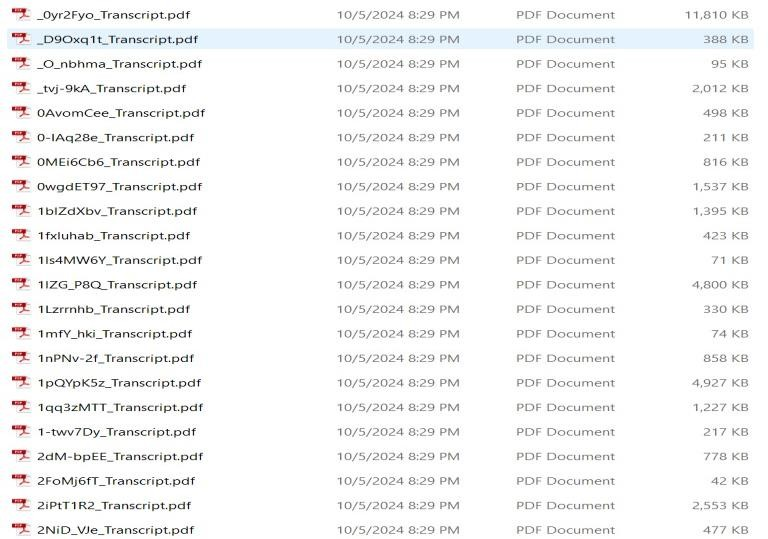 _0yr2Fyo_Transcript.pdf 10/5/2024 8:29 PM PDF Document 11,810 KB
_D9Oxq1t_Transcript.pdf 10/5/2024 8:29 PM PDF Document 388 KB
_O_nbhma_Transcript.pdf 10/5/2024 8:29 PM PDF Document 95 KB
_tvj-9kA_Transcript.pdf 10/5/2024 8:29 PM PDF Document 2,012 KB
0AvomCee_Transcript.pdf 10/5/2024 8:29 PM PDF Document 498 KB
0-IAq28e_Transcript.pdf 10/5/2024 8:29 PM PDF Document 211 KB
0MEi6Cb6_Transcript.pdf 10/5/2024 8:29 PM PDF Document 816 KB
0wgdET97_Transcript.pdf 10/5/2024 8:29 PM PDF Document 1,537 KB
1bIZdXbv_Transcript.pdf 10/5/2024 8:29 PM PDF Document 1,395 KB
1fxIuhab_Transcript.pdf 10/5/2024 8:29 PM PDF Document 423 KB
1Is4MW6Y_Transcript.pdf 10/5/2024 8:29 PM PDF Document 71 KB
1IZG_P8Q_Transcript.pdf 10/5/2024 8:29 PM PDF Document 4,800 KB
1Lzrrnhb_Transcript.pdf 10/5/2024 8:29 PM PDF Document 330 KB
1mfY_hki_Transcript.pdf 10/5/2024 8:29 PM PDF Document 74 KB
1nPNv-2f_Transcript.pdf 10/5/2024 8:29 PM PDF Document 858 KB
1pQYpK5z_Transcript.pdf 10/5/2024 8:29 PM PDF Document 4,927 KB
1qq3zMTT_Transcript.pdf 10/5/2024 8:29 PM PDF Document 1,227 KB
1-twv7Dy_Transcript.pdf 10/5/2024 8:29 PM PDF Document 217 KB
2dM-bpEE_Transcript.pdf 10/5/2024 8:29 PM PDF Document 778 KB
2FoMj6fT_Transcript.pdf 10/5/2024 8:29 PM PDF Document 42 KB
2iPtT1R2_Transcript.pdf 10/5/2024 8:29 PM PDF Document 2,553 KB
2NiD_VJe_Transcript.pdf 10/5/2024 8:29 PM PDF Document 477 KB